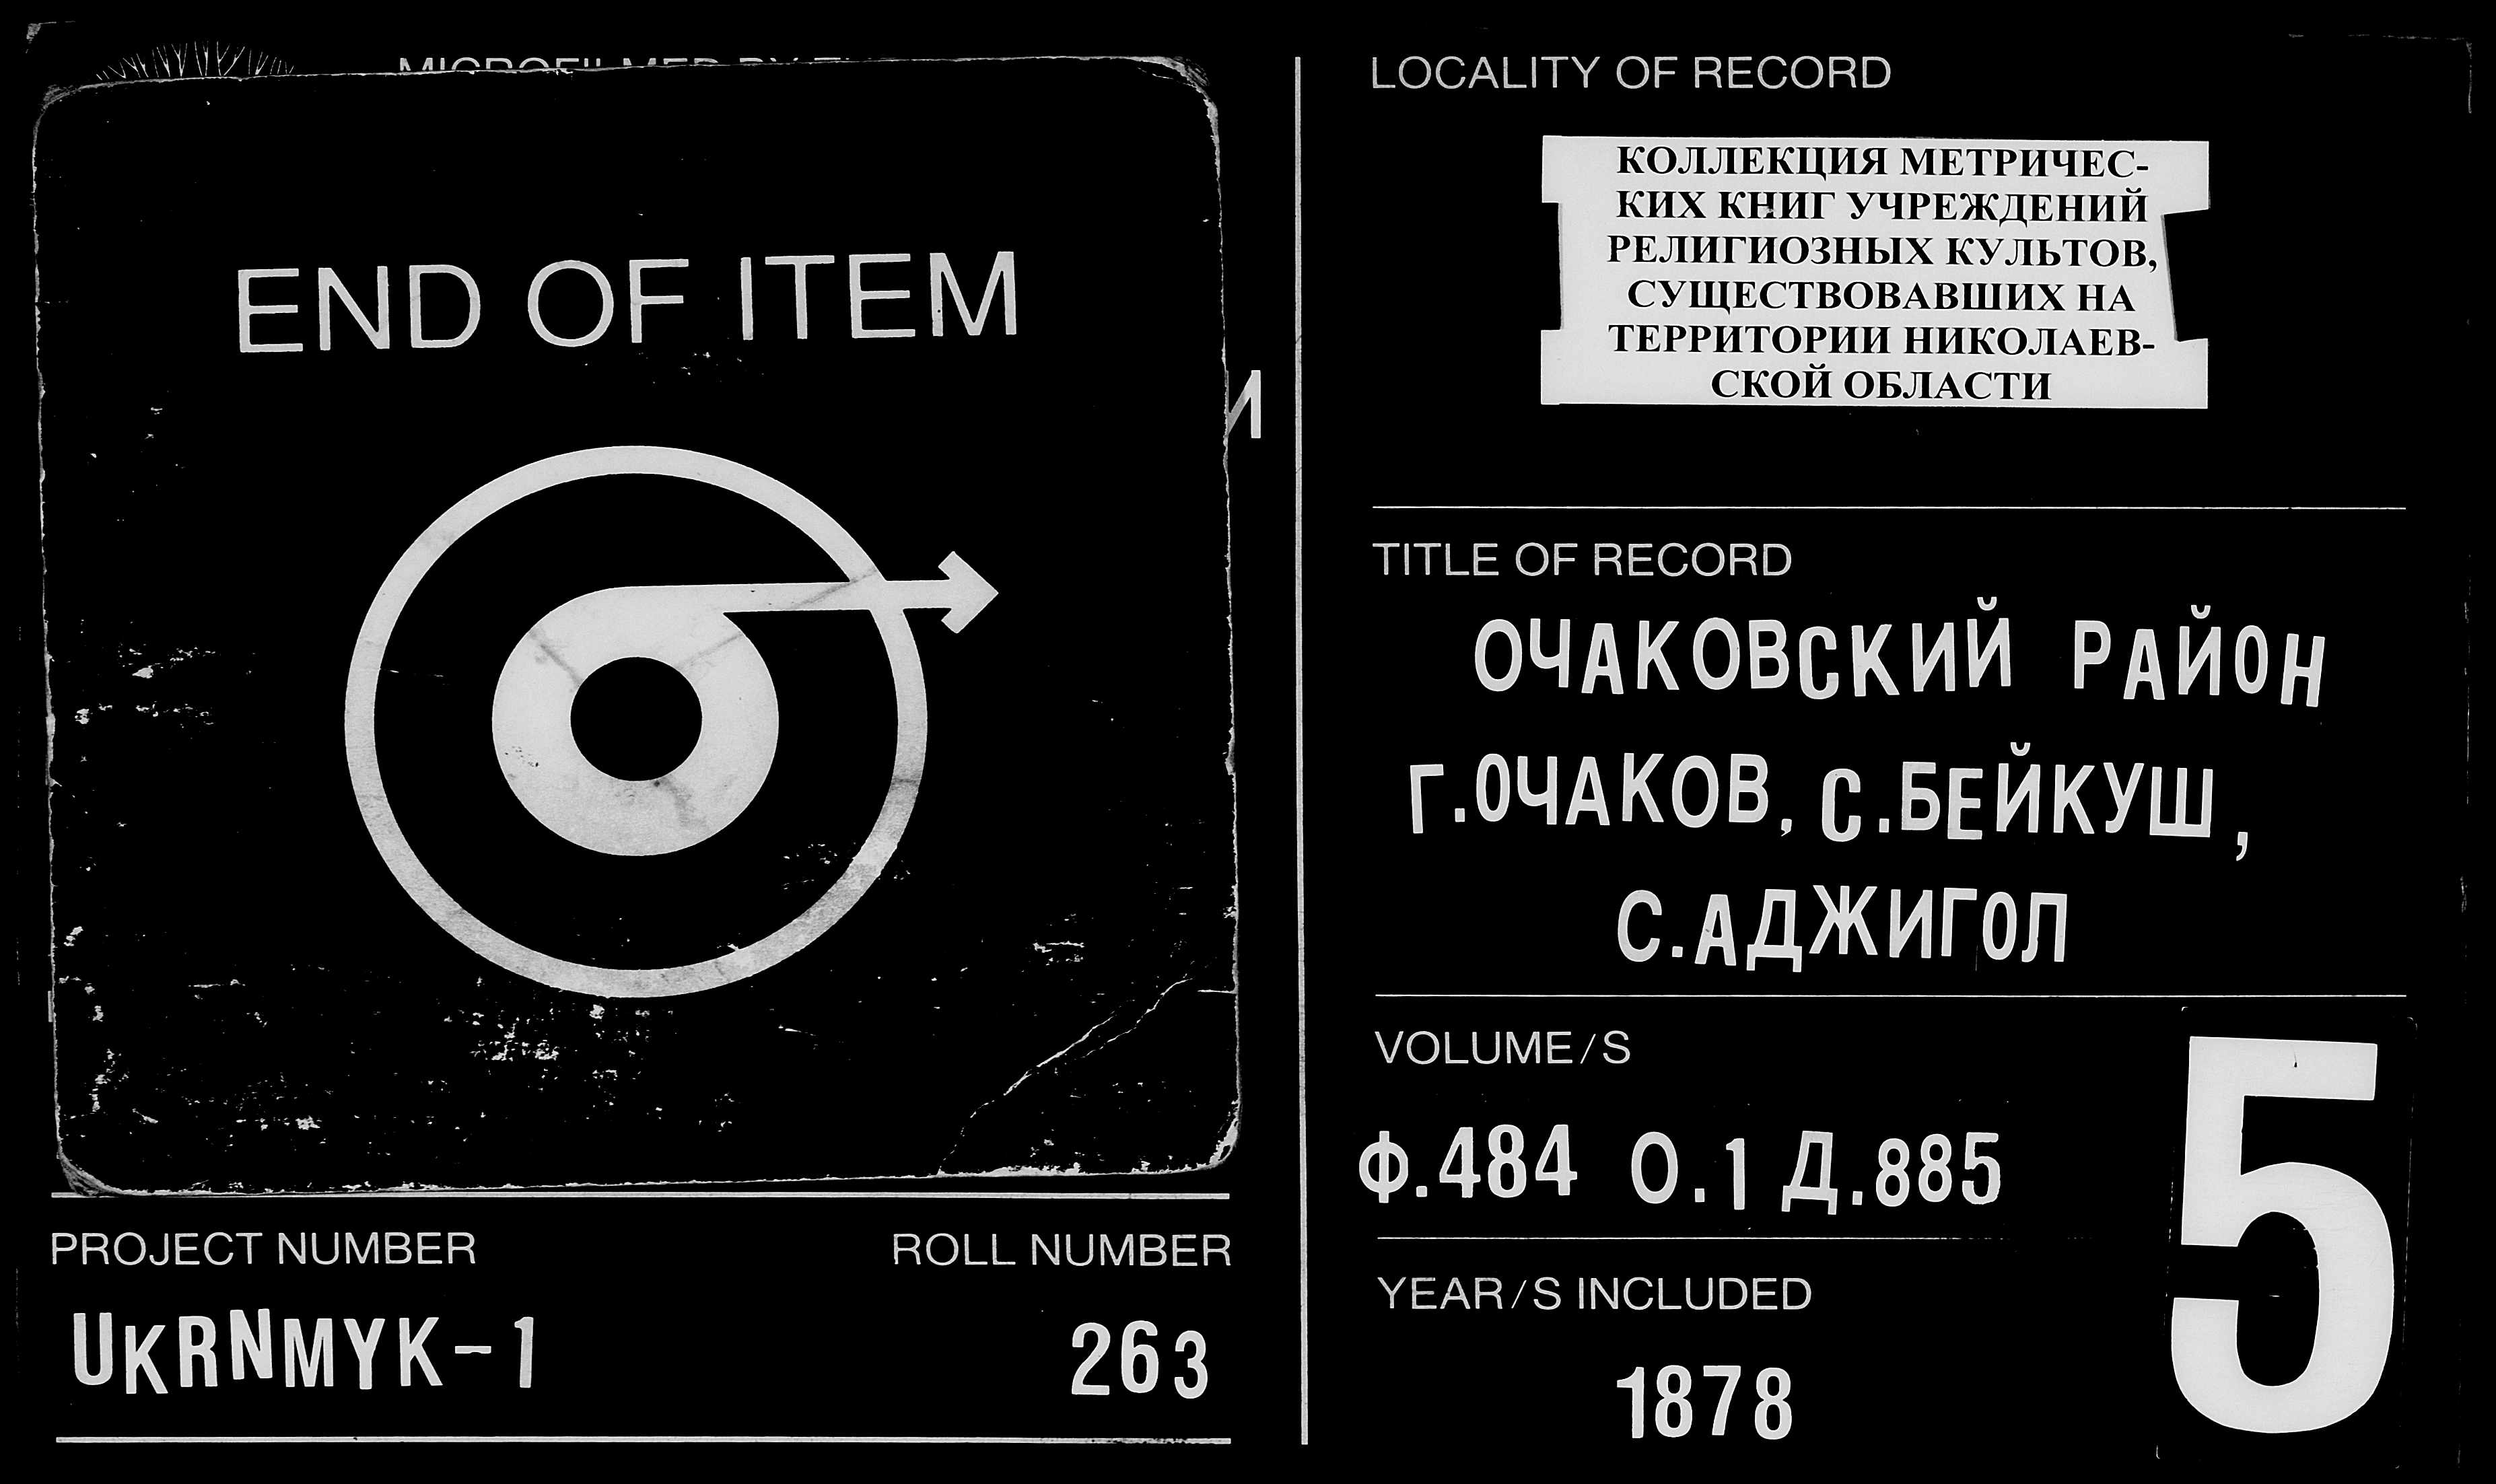 MICROFILMED BY
END OF ITEM
PROJECT NUMBER
UKRNMYK-1
ROLL NUMBER
263
LOCALITY OF RECORD
КОЛЛЕКЦИЯ МЕТРИЧЕС-
КИХ КНИГ УЧРЕЖДЕНИЙ
РЕЛИГИОЗНЫХ КУЛЬТОВ,
СУЩЕСТВОВАВШИХ НА
ТЕРРИТОРИИ НИКОЛАЕВ-
СКОЙ ОБЛАСТИ
TITLE OF RECORD
ОЧАКОВСКИЙ РАЙОН
Г.ОЧАКОВ, С.БЕЙКУШ,
С.АДЖИГОЛ
VOLUME/S
Ф.484 О.1 Д.885
YEAR/S INCLUDED
1878
5